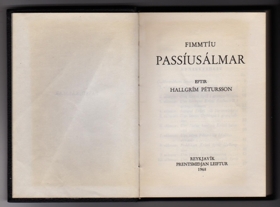 FIMMTÍU
PASSÍUSÁLMAR
EFTIR
HALLGRÍM PÉTURSSON
REYKJAVÍK
PRENTSMIÐJAN LEIFTUR
1964